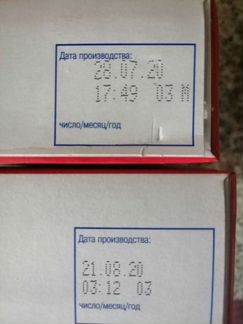 Дата производства:
28.07.20
17:49 03 М
число/месяц/год
Дата производства:
21.08.20
03:12 03
число/месяц/год